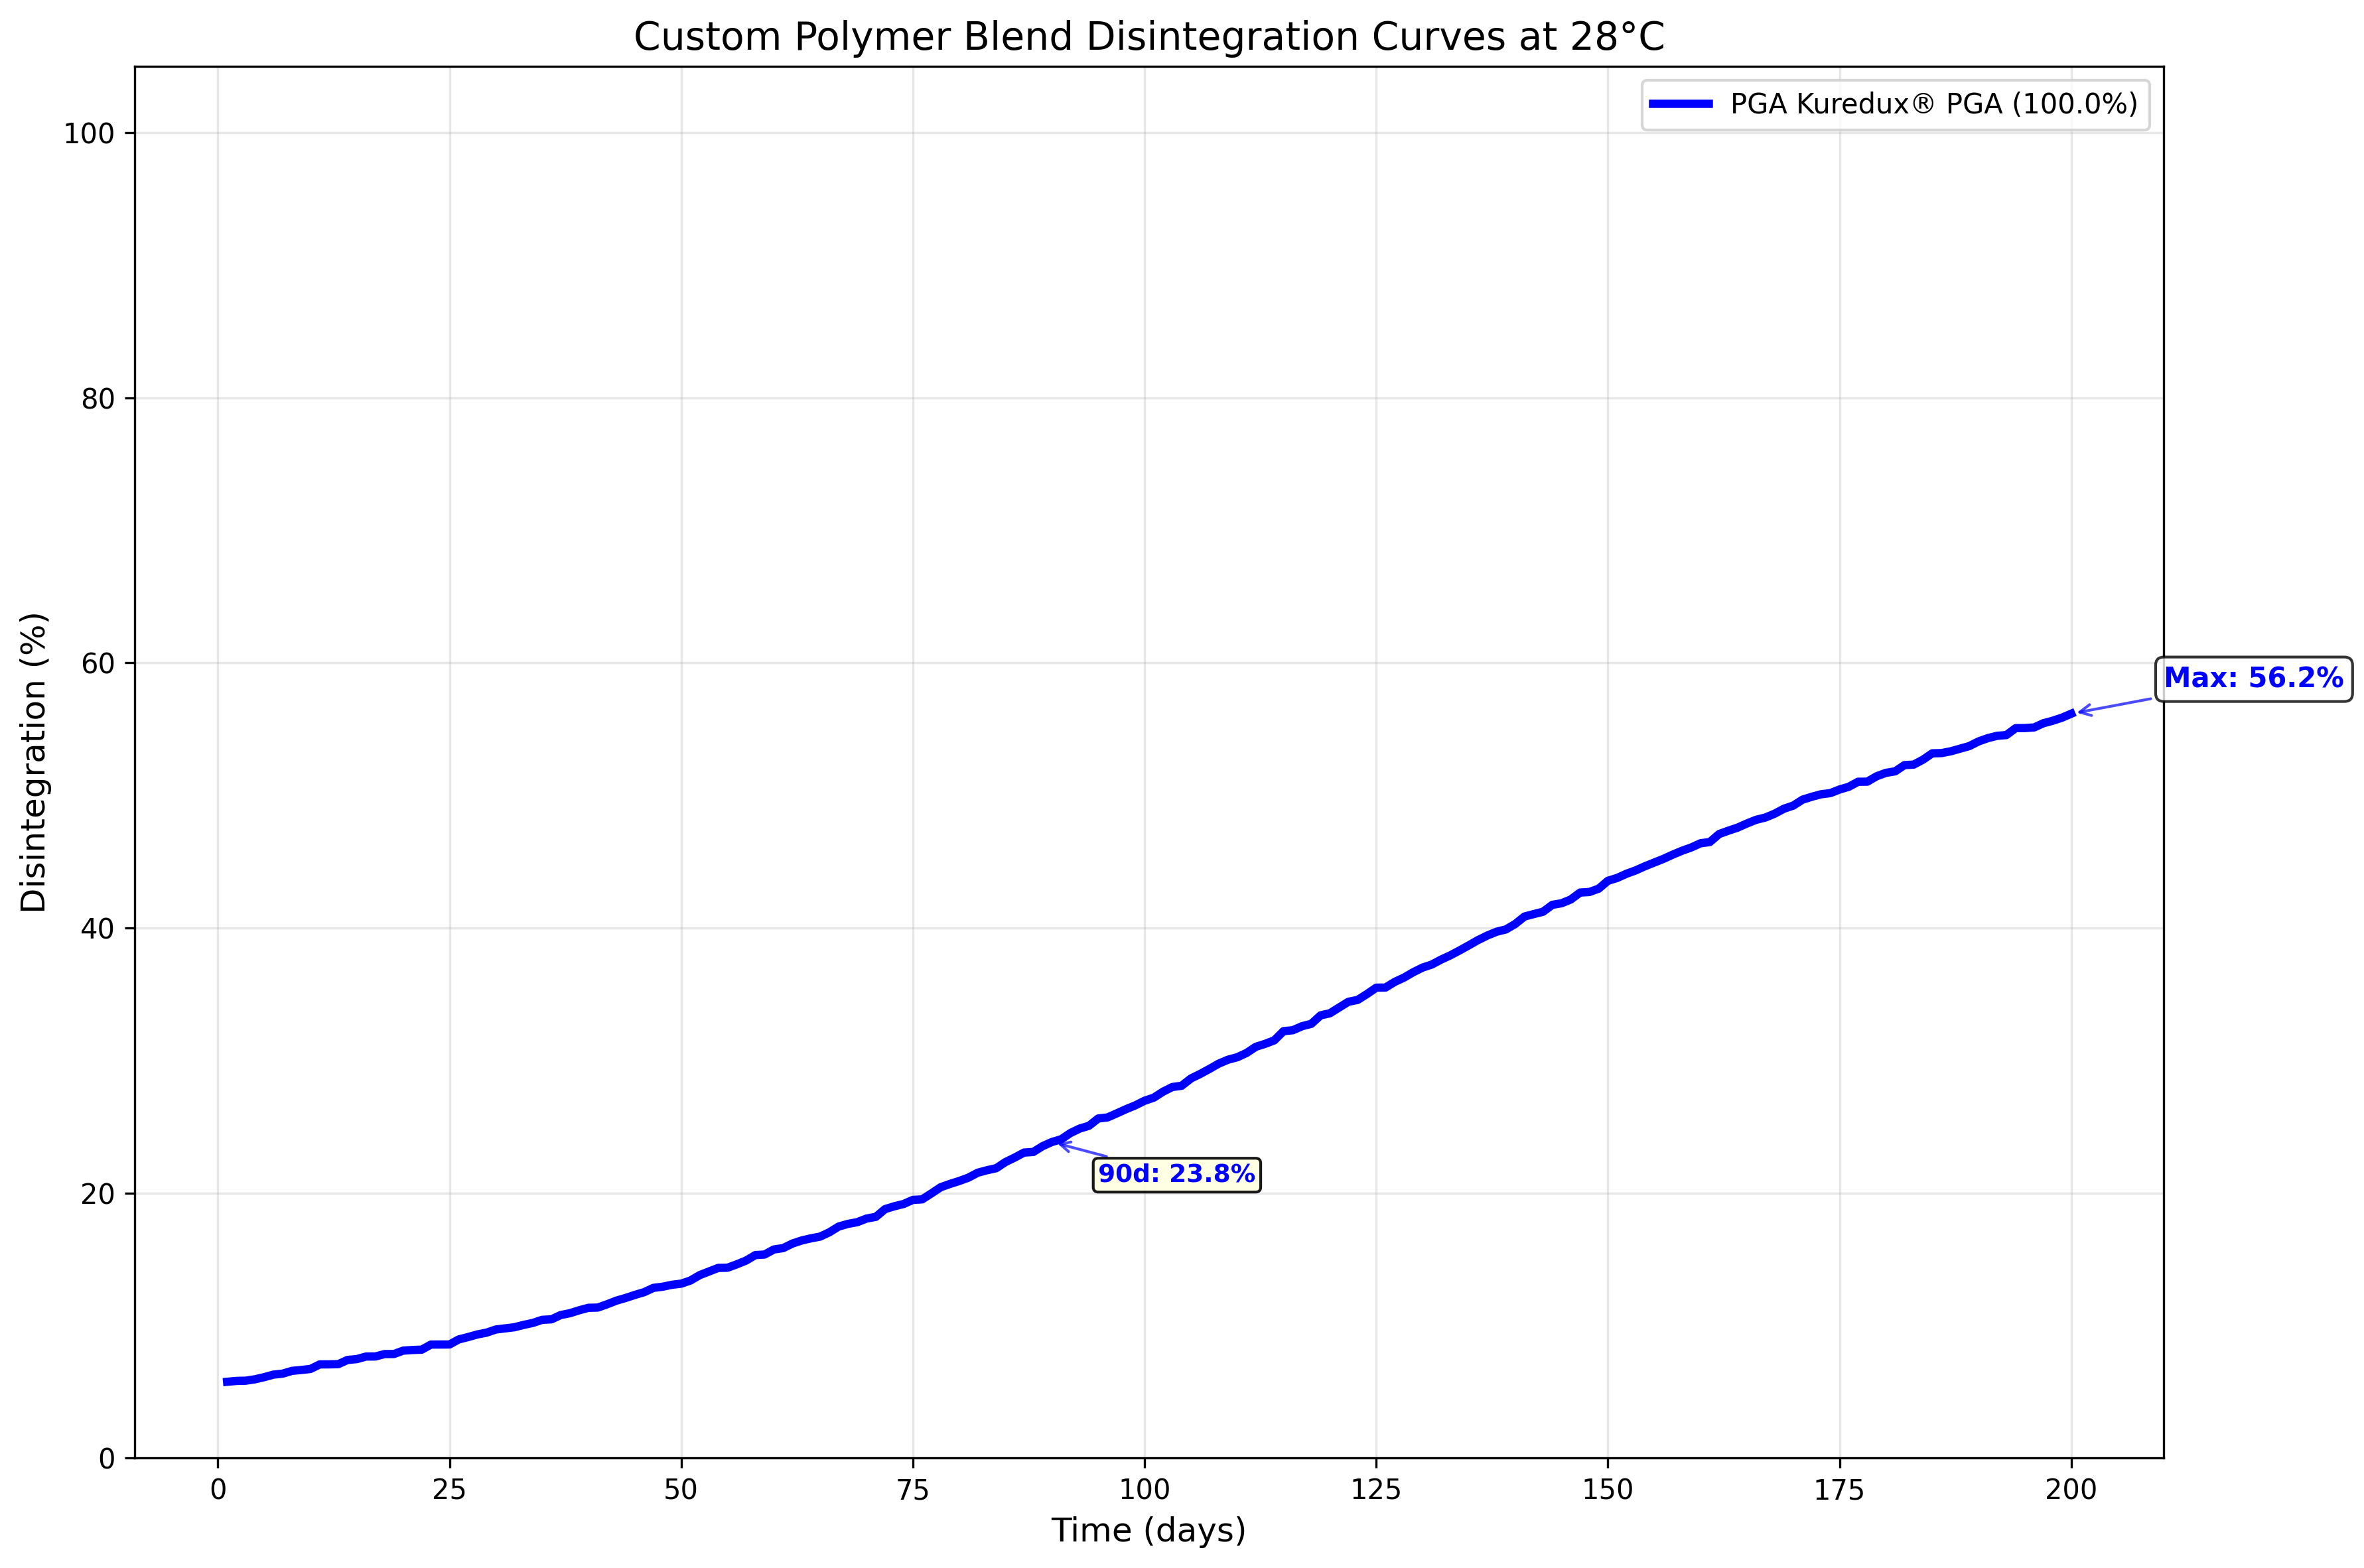 Custom Polymer Blend Disintegration Curves at 28°C
PGA Kuredux® PGA (100.0%)
Disintegration (%)
100
80
60
40
20
0
Max: 56.2%
90d: 23.8%
0 25 50 75 100 125 150 175 200
Time (days)